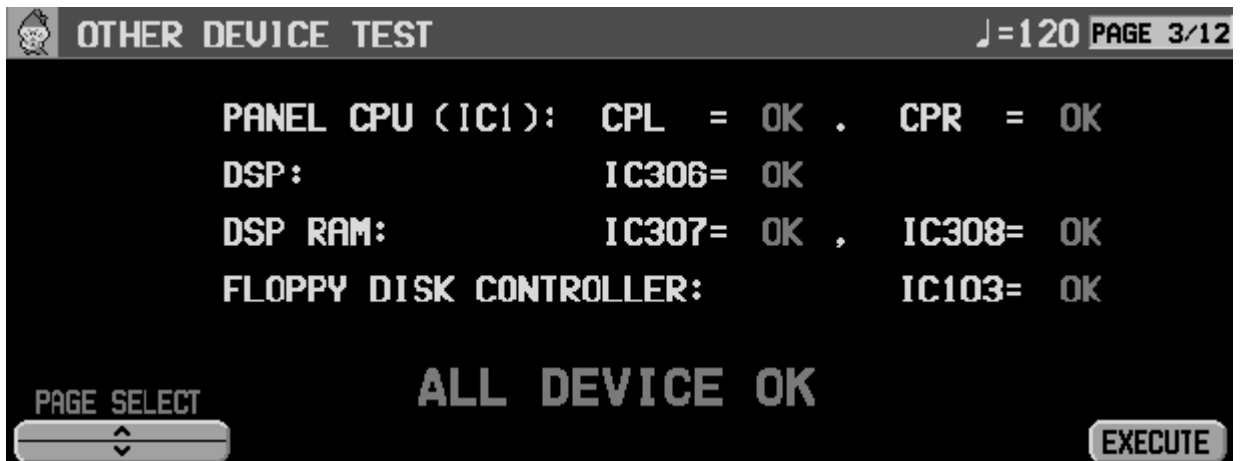 OTHER DEVICE TEST ♩=120 PAGE 3/12
PANEL CPU (IC1): CPL = OK . CPR = OK
DSP: IC306= OK
DSP RAM: IC307= OK , IC308= OK
FLOPPY DISK CONTROLLER: IC103= OK
ALL DEVICE OK
PAGE SELECT
EXECUTE